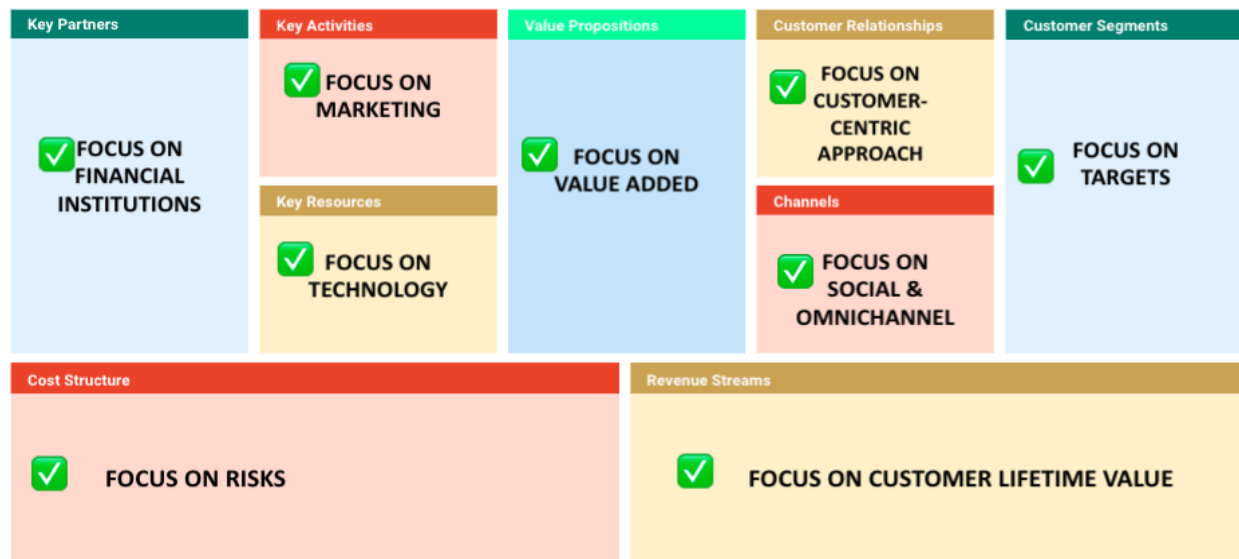 Key Partners
FOCUS ON
FINANCIAL
INSTITUTIONS
Key Activities
FOCUS ON
MARKETING
Key Resources
FOCUS ON
TECHNOLOGY
Value Propositions
FOCUS ON
VALUE ADDED
Customer Relationships
FOCUS ON
CUSTOMER-
CENTRIC
APPROACH
Channels
FOCUS ON
SOCIAL &
OMNICHANNEL
Customer Segments
FOCUS ON
TARGETS
Cost Structure
FOCUS ON RISKS
Revenue Streams
FOCUS ON CUSTOMER LIFETIME VALUE